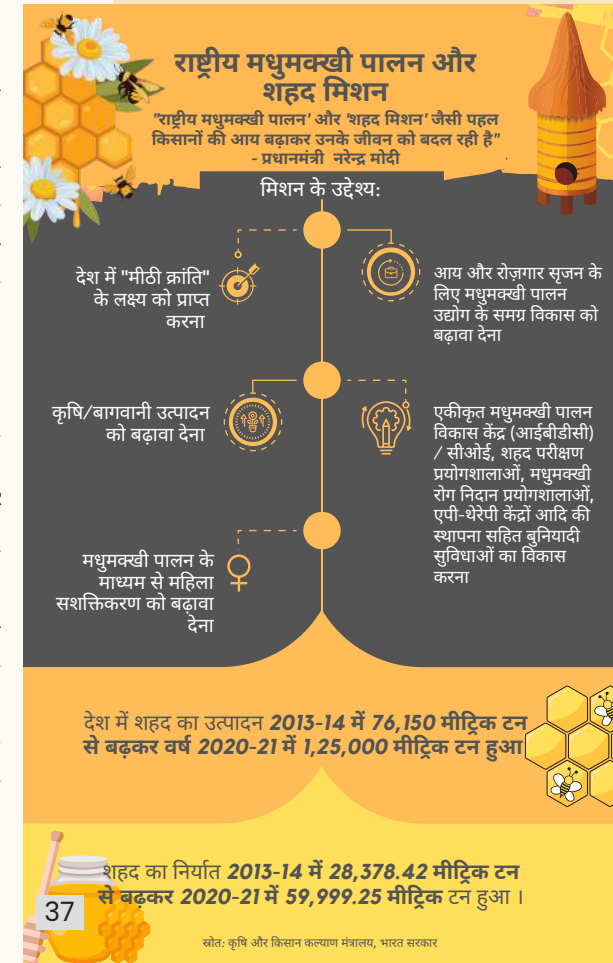 राष्ट्रीय मधुमक्खी पालन और
शहद मिशन
"राष्ट्रीय मधुमक्खी पालन' और 'शहद मिशन' जैसी पहल
किसानों की आय बढ़ाकर उनके जीवन को बदल रही है"
- प्रधानमंत्री नरेन्द्र मोदी
मिशन के उद्देश्य:
देश में "मीठी क्रांति"
के लक्ष्य को प्राप्त
करना
आय और रोज़गार सृजन के
लिए मधुमक्खी पालन
उद्योग के समग्र विकास को
बढ़ावा देना
कृषि/बागवानी उत्पादन
को बढ़ावा देना
एकीकृत मधुमक्खी पालन
विकास केंद्र (आईबीडीसी)
/ सीओई, शहद परीक्षण
प्रयोगशालाओं, मधुमक्खी
रोग निदान प्रयोगशालाओं,
एपी-थेरेपी केंद्रों आदि की
स्थापना सहित बुनियादी
सुविधाओं का विकास
करना
मधुमक्खी पालन के
माध्यम से महिला
सशक्तिकरण को बढ़ावा
देना
देश में शहद का उत्पादन 2013-14 में 76,150 मीट्रिक टन
से बढ़कर वर्ष 2020-21 में 1,25,000 मीट्रिक टन हुआ
शहद का निर्यात 2013-14 में 28,378.42 मीट्रिक टन
से बढ़कर 2020-21 में 59,999.25 मीट्रिक टन हुआ ।
37
स्रोत: कृषि और किसान कल्याण मंत्रालय, भारत सरकार